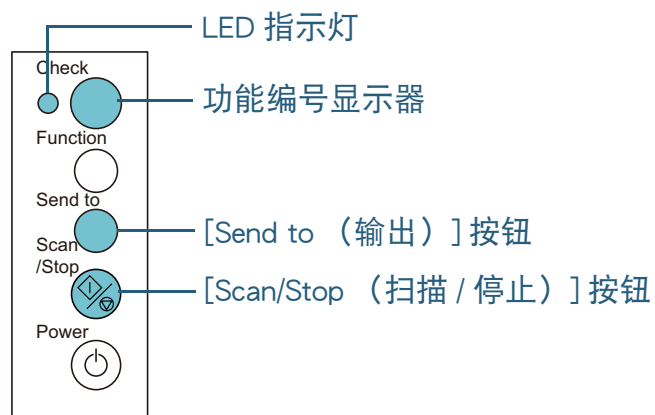 LED 指示灯
Check
功能编号显示器
Function
Send to
[Send to （输出）] 按钮
Scan
/Stop
[Scan/Stop （扫描 / 停止）] 按钮
Power